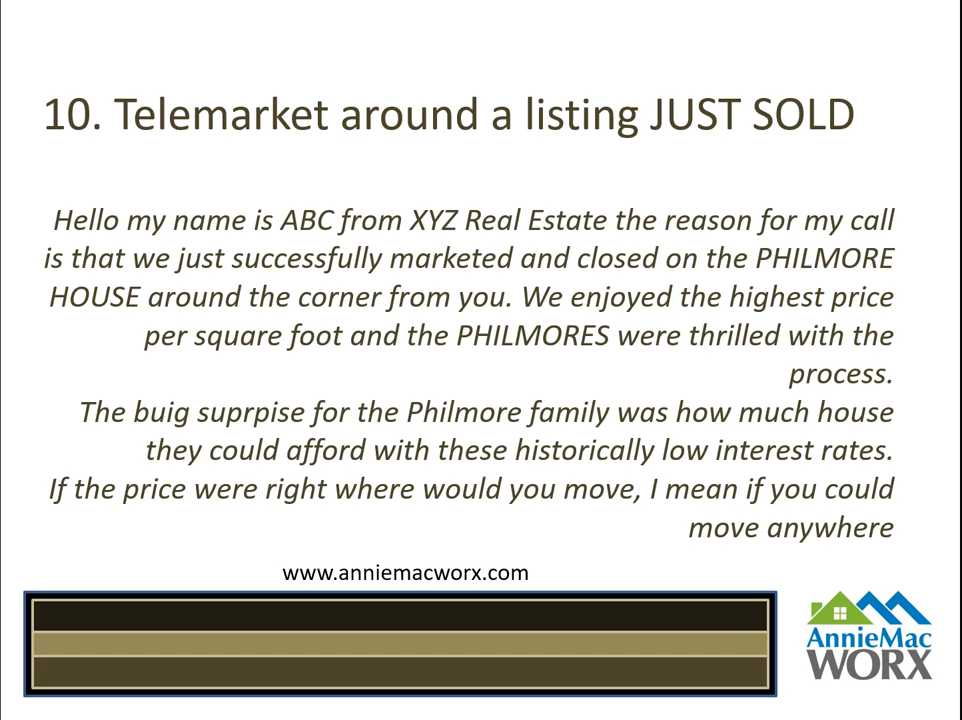 10. Telemarket around a listing JUST SOLD
Hello my name is ABC from XYZ Real Estate the reason for my call
is that we just successfully marketed and closed on the PHILMORE
HOUSE around the corner from you. We enjoyed the highest price
per square foot and the PHILMORES were thrilled with the
process.
The buig suprpise for the Philmore family was how much house
they could afford with these historically low interest rates.
If the price were right where would you move, I mean if you could
move anywhere
www.anniemacworx.com
AnnieMac
WORX